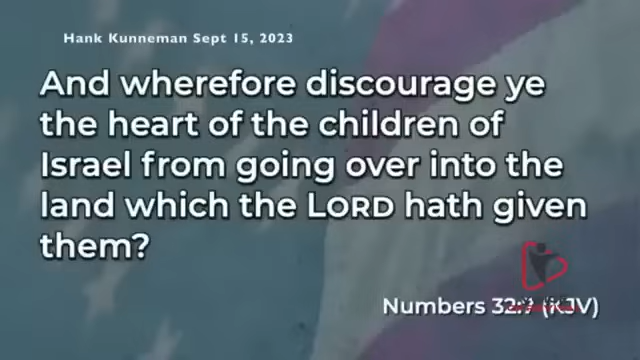 Hank Kunneman Sept 15, 2023
And wherefore discourage ye
the heart of the children of
Israel from going over into the
land which the LORD hath given
them?
Numbers (KJV)